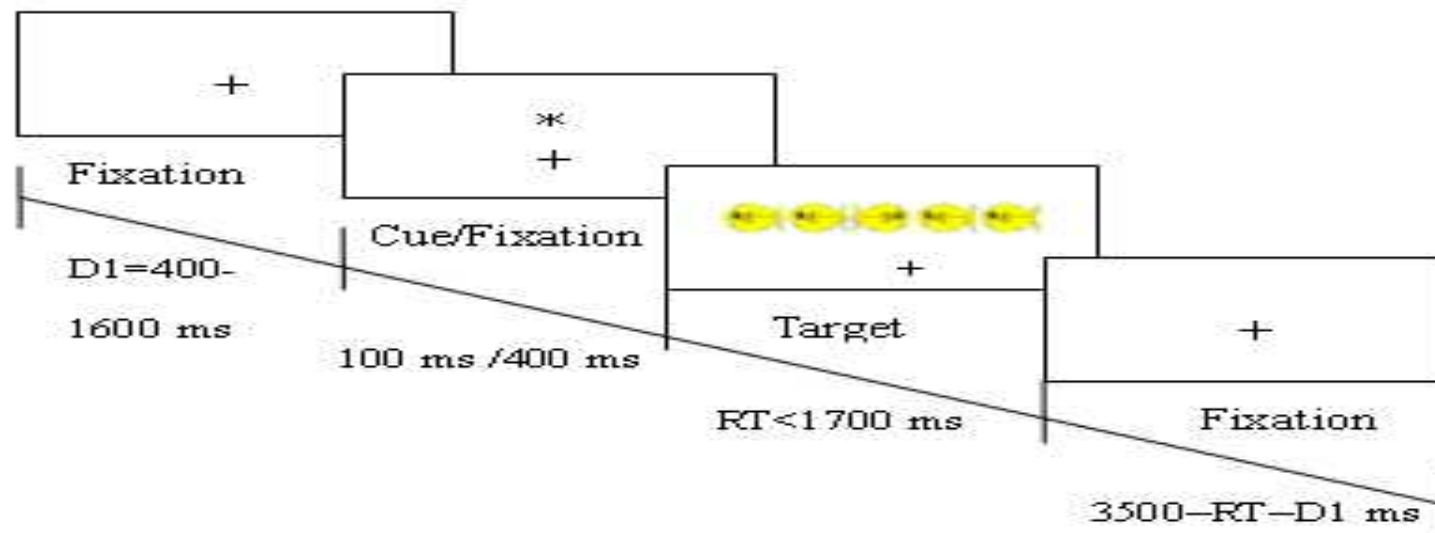 +
*
+
Fixation
Cue/Fixation
D1=400-
1600 ms
+
Target
100 ms /400 ms
+
RT<1700 ms
Fixation
3500-RT-D1 ms